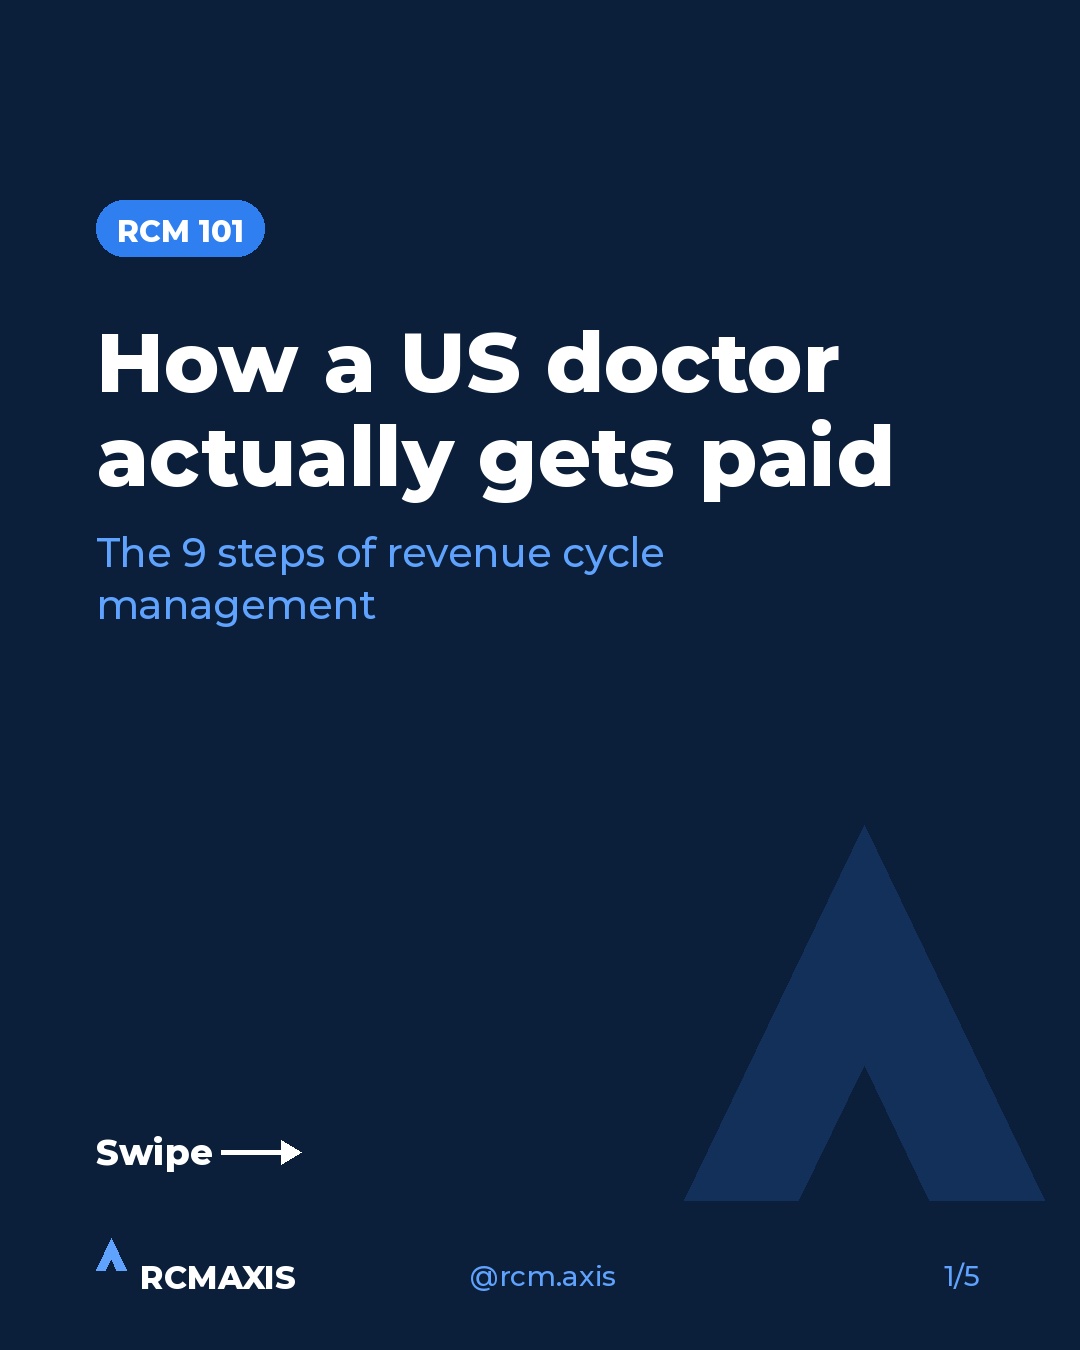 RCM 101
How a US doctor
actually gets paid
The 9 steps of revenue cycle
management
Swipe
RCMAXIS
@rcm.axis
1/5